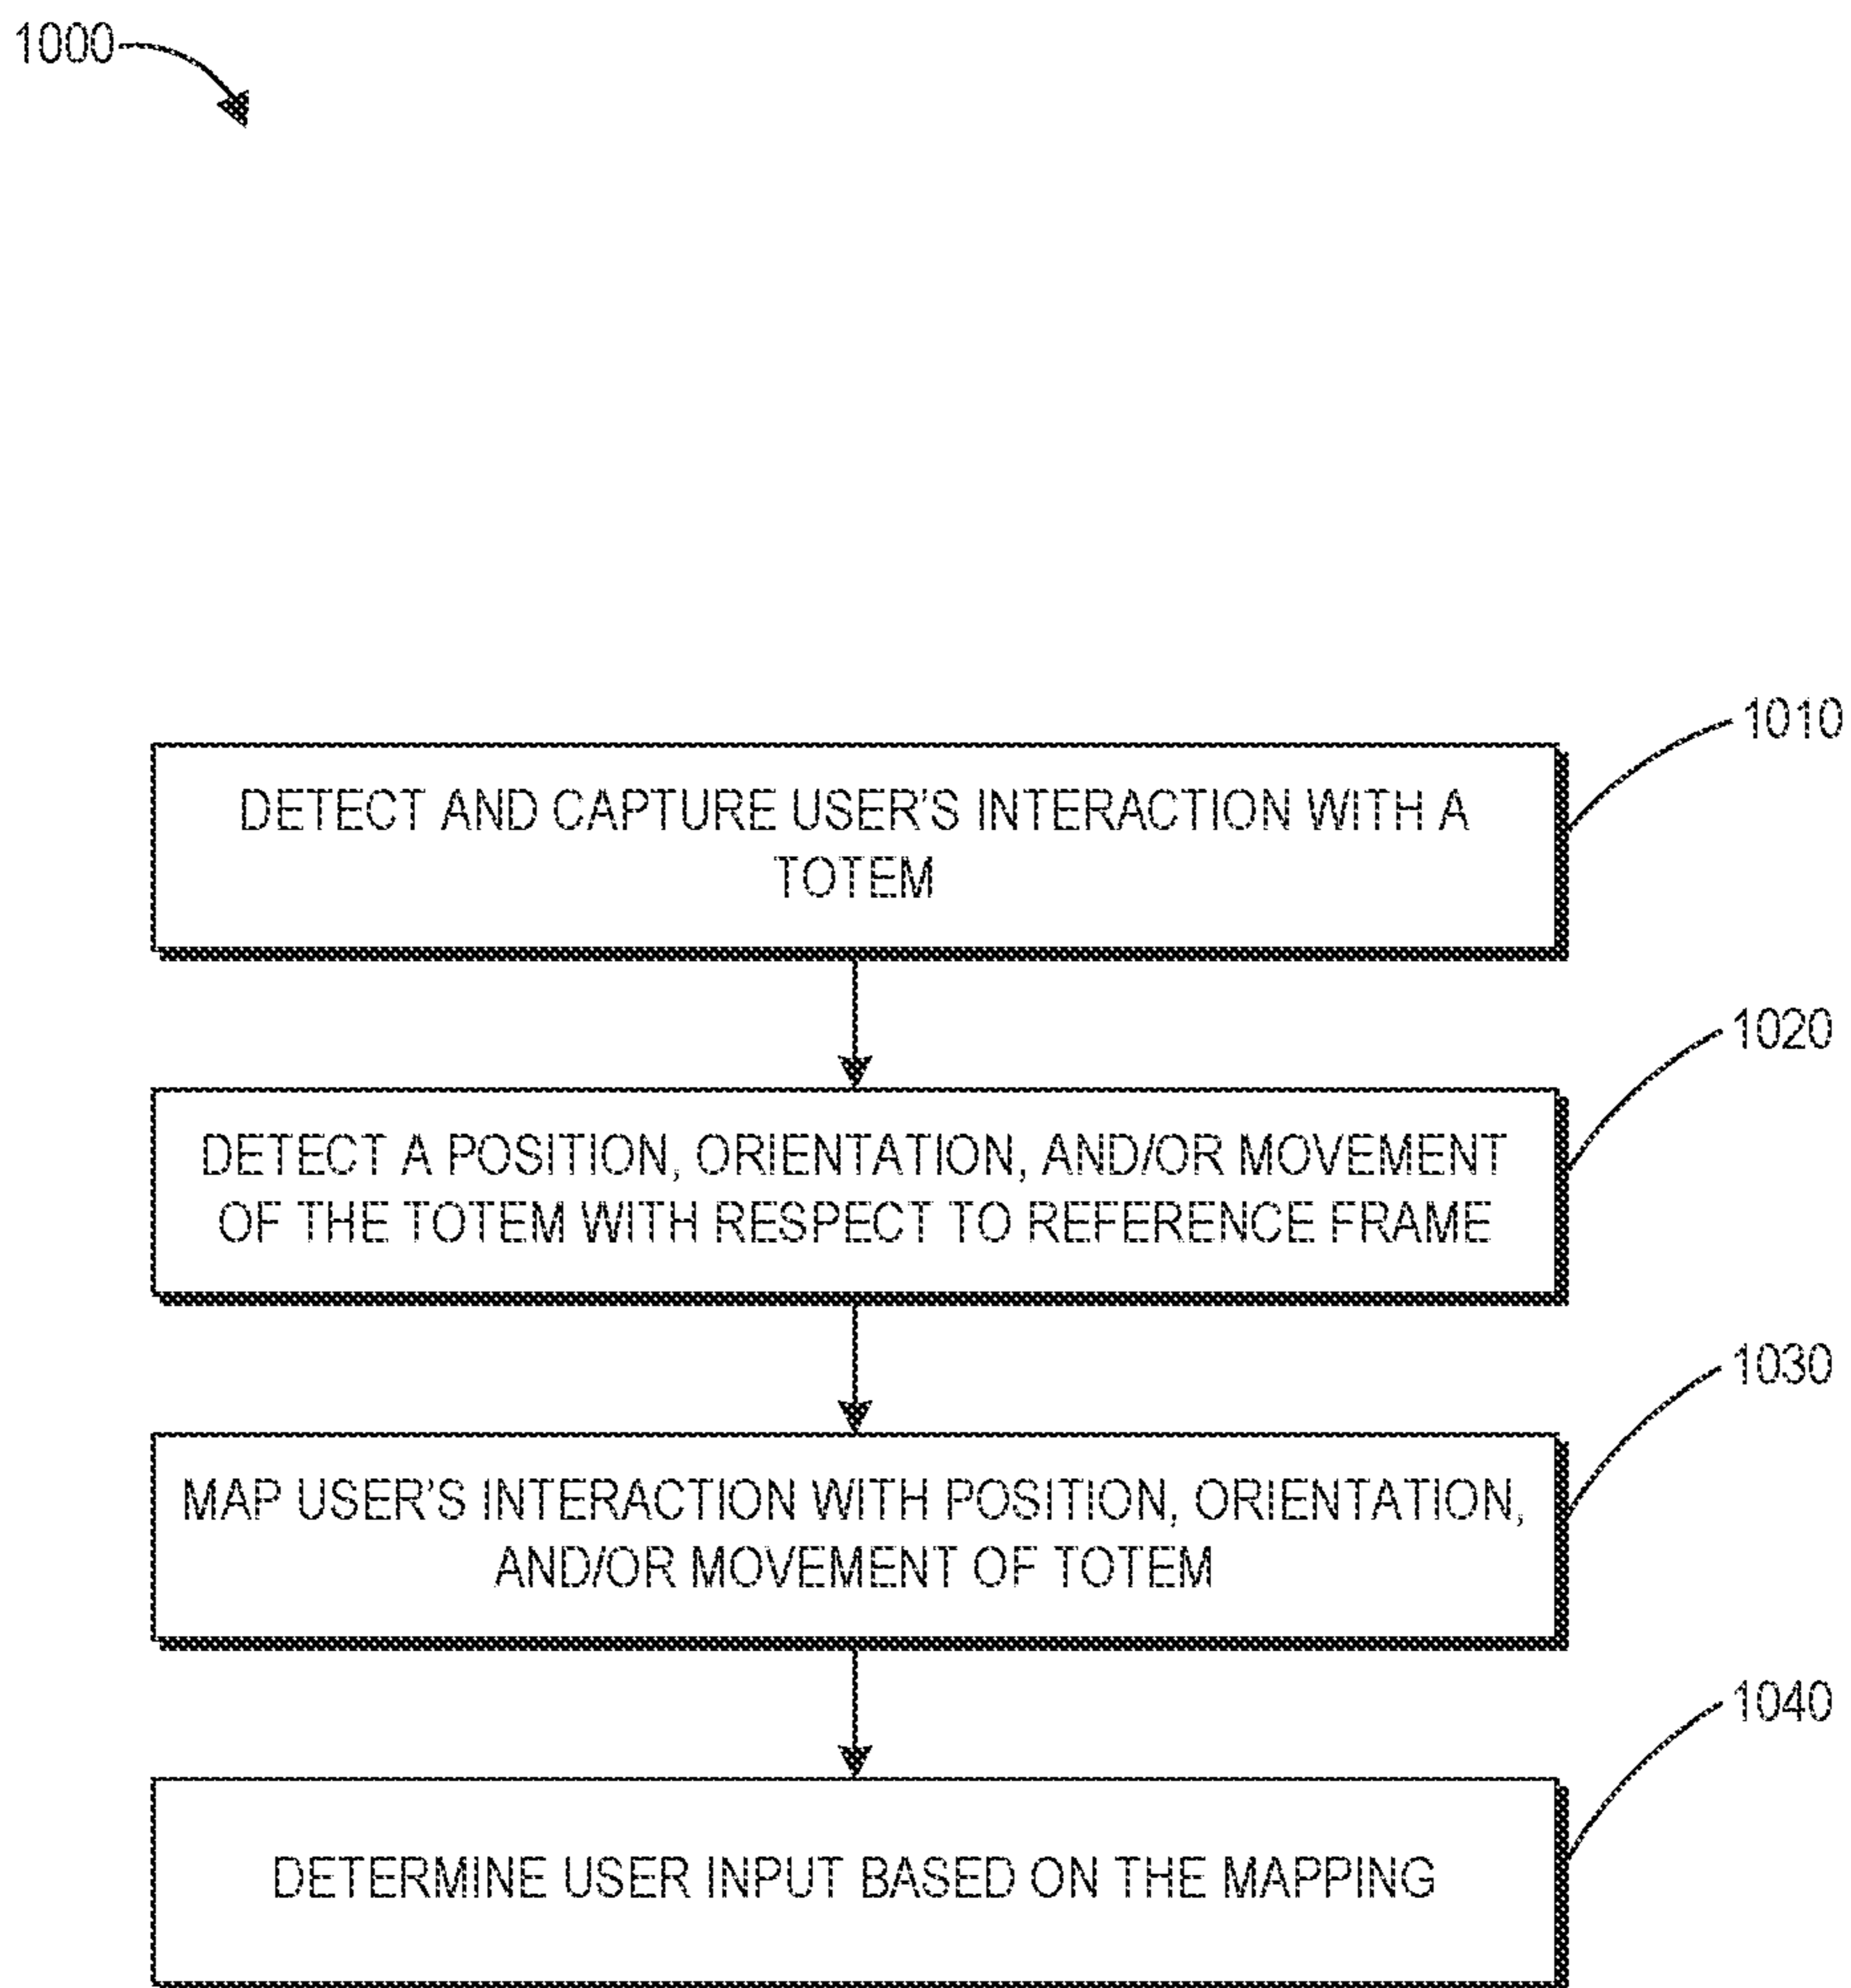 1000
1010
DETECT AND CAPTURE USER'S INTERACTION WITH A
TOTEM
1020
DETECT A POSITION, ORIENTATION, AND/OR MOVEMENT
OF THE TOTEM WITH RESPECT TO REFERENCE FRAME
1030
MAP USER'S INTERACTION WITH POSITION, ORIENTATION,
AND/OR MOVEMENT OF TOTEM
1040
DETERMINE USER INPUT BASED ON THE MAPPING